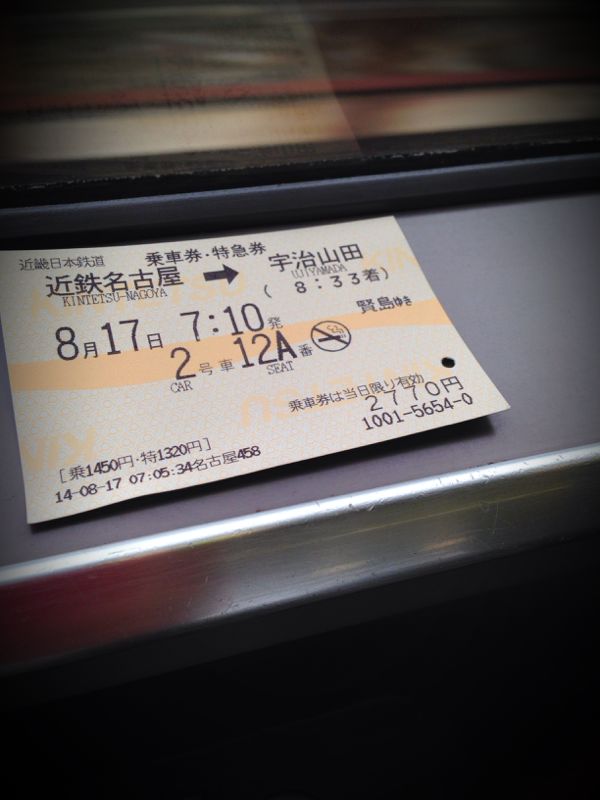 近畿日本鉄道 乗車券・特急券
近鉄名古屋 ➡ 宇治山田
KINTETSU-NAGOYA UJIYAMADA
( 8:33着)
8月17日 7:10発 賢島ゆき
2号車 12A番
CAR SEAT
乗車券は当日限り有効
2770円
[乗1450円・特1320円] 1001-5654-0
14-08-17 07:05:34名古屋458